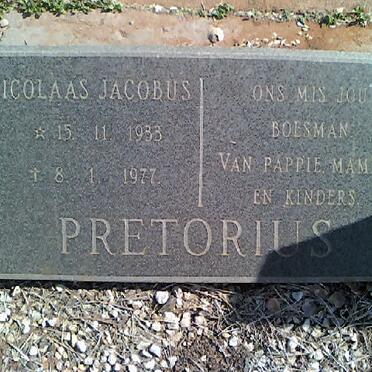 ICOLAAS JACOBUS
☆ 15. 11. 1933
† 8. 1. 1977.
ONS MIS JOU
BOESMAN
VAN PAPPIE, MAM
EN KINDERS.
PRETORIUS